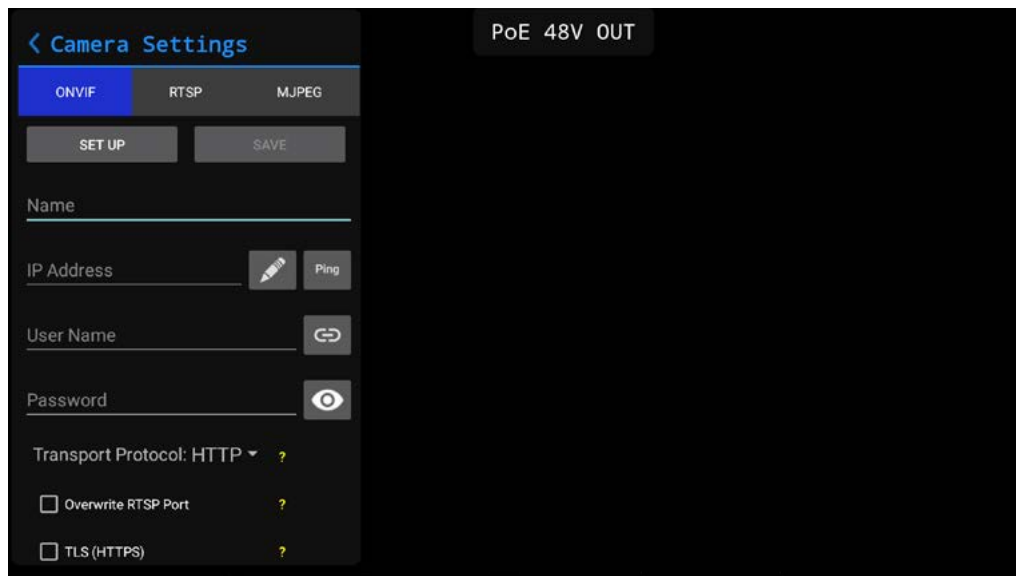 Camera Settings
PoE 48V OUT
ONVIF RTSP MJPEG
SET UP SAVE
Name
IP Address Ping
User Name
Password
Transport Protocol: HTTP ?
Overwrite RTSP Port ?
TLS (HTTPS) ?